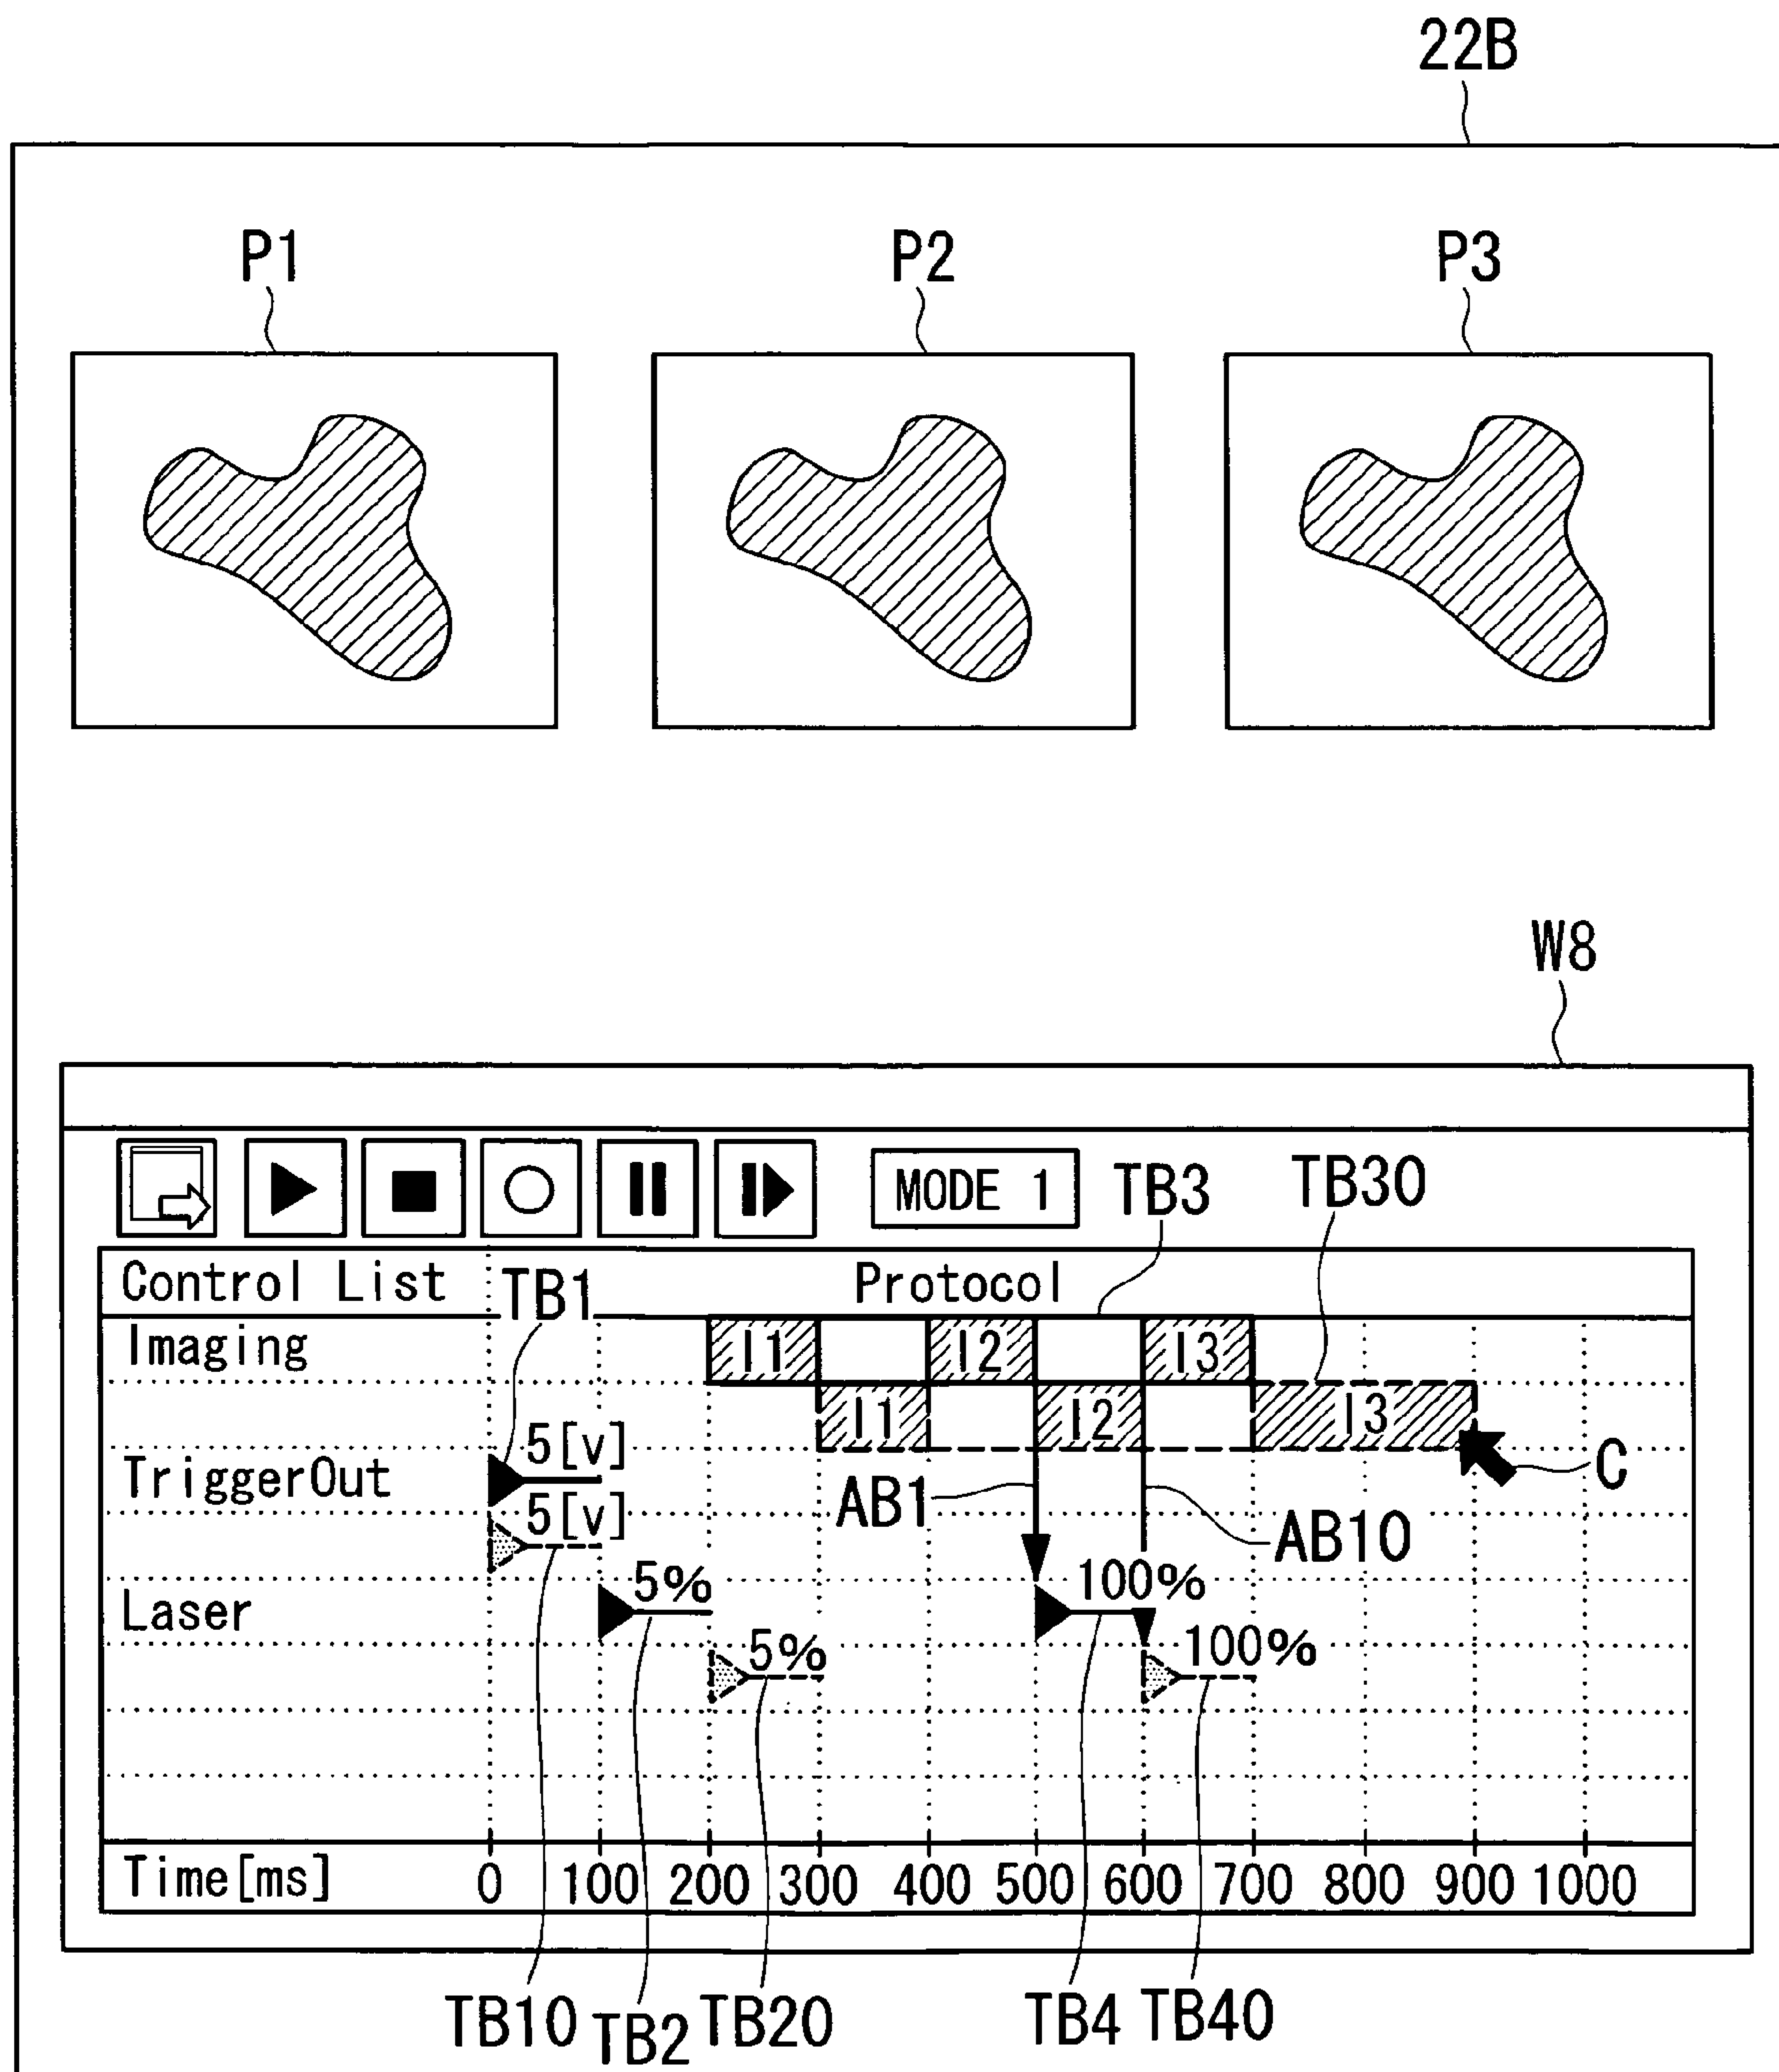 22B
P1 P2 P3
W8
MODE 1 TB3 TB30
Control List TB1 Protocol
Imaging I1 I2 I3
I1 I2 I3
TriggerOut 5[v] AB1 C
5[v] AB10
Laser 5% 100%
5% 100%
Time[ms] 0 100 200 300 400 500 600 700 800 900 1000
TB10 TB2 TB20 TB4 TB40